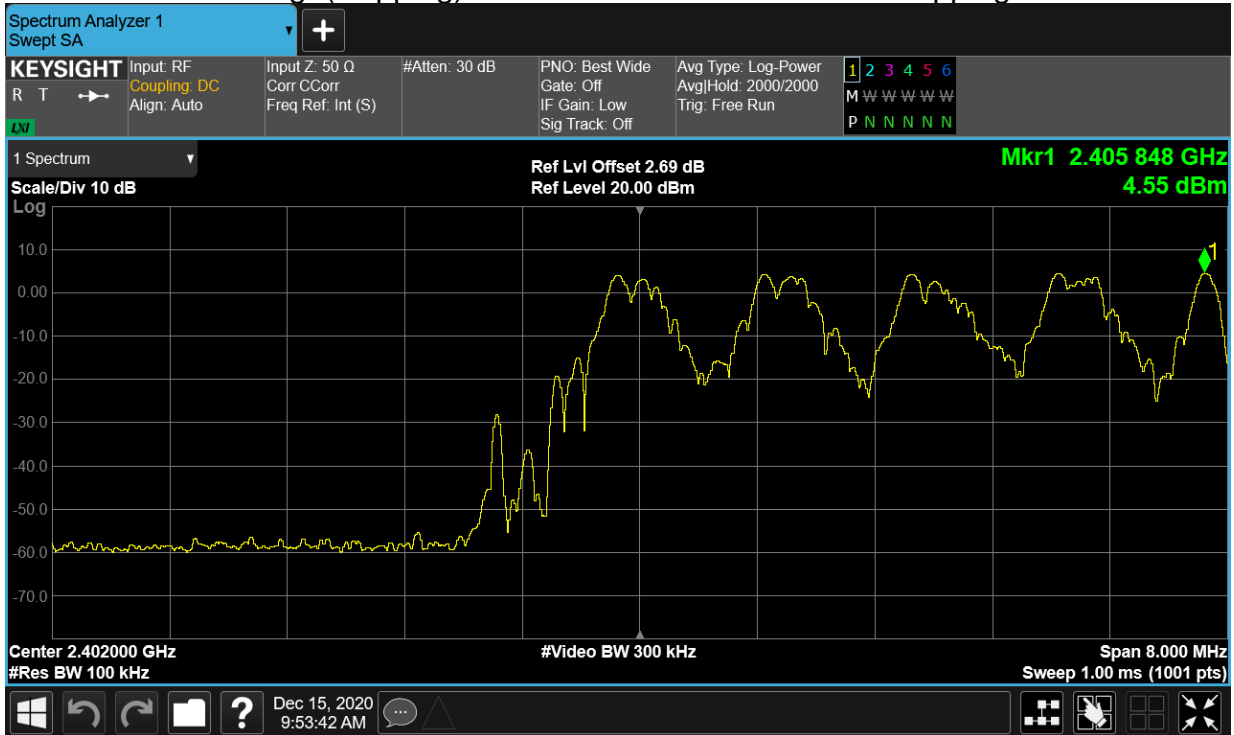 Spectrum Analyzer 1
Swept SA
+
KEYSIGHT
R T
LXI
Input: RF
Coupling: DC
Align: Auto
Input Z: 50 Ω
Corr CCorr
Freq Ref: Int (S)
#Atten: 30 dB
PNO: Best Wide
Gate: Off
IF Gain: Low
Sig Track: Off
Avg Type: Log-Power
Avg|Hold: 2000/2000
Trig: Free Run
1 2 3 4 5 6
M W W W W W
P N N N N N
1 Spectrum
Scale/Div 10 dB
Log
Ref Lvl Offset 2.69 dB
Ref Level 20.00 dBm
Mkr1 2.405 848 GHz
4.55 dBm
1
10.0
0.00
-10.0
-20.0
-30.0
-40.0
-50.0
-60.0
-70.0
Center 2.402000 GHz
#Res BW 100 kHz
#Video BW 300 kHz
Span 8.000 MHz
Sweep 1.00 ms (1001 pts)
?
Dec 15, 2020
9:53:42 AM